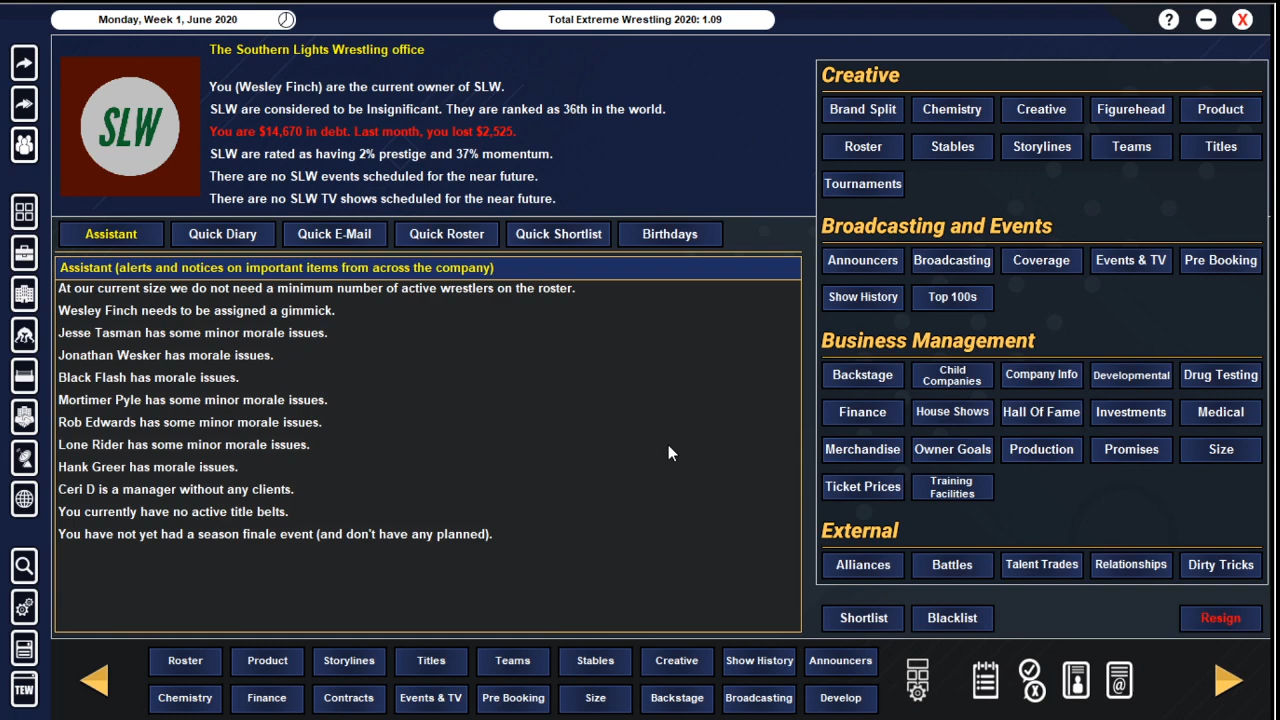 Monday, Week 1, June 2020
Total Extreme Wrestling 2020: 1.09
?
X
The Southern Lights Wrestling office
SLW
You (Wesley Finch) are the current owner of SLW.
SLW are considered to be Insignificant. They are ranked as 36th in the world.
You are $14,670 in debt. Last month, you lost $2,525.
SLW are rated as having 2% prestige and 37% momentum.
There are no SLW events scheduled for the near future.
There are no SLW TV shows scheduled for the near future.
Assistant Quick Diary Quick E-Mail Quick Roster Quick Shortlist Birthdays
Assistant (alerts and notices on important items from across the company)
At our current size we do not need a minimum number of active wrestlers on the roster.
Wesley Finch needs to be assigned a gimmick.
Jesse Tasman has some minor morale issues.
Jonathan Wesker has morale issues.
Black Flash has morale issues.
Mortimer Pyle has some minor morale issues.
Rob Edwards has some minor morale issues.
Lone Rider has some minor morale issues.
Hank Greer has morale issues.
Ceri D is a manager without any clients.
You currently have no active title belts.
You have not yet had a season finale event (and don't have any planned).
Creative
Brand Split Chemistry Creative Figurehead Product
Roster Stables Storylines Teams Titles
Tournaments
Broadcasting and Events
Announcers Broadcasting Coverage Events & TV Pre Booking
Show History Top 100s
Business Management
Backstage Child Companies Company Info Developmental Drug Testing
Finance House Shows Hall Of Fame Investments Medical
Merchandise Owner Goals Production Promises Size
Ticket Prices Training Facilities
External
Alliances Battles Talent Trades Relationships Dirty Tricks
Shortlist Blacklist Resign
Roster Product Storylines Titles Teams Stables Creative Show History Announcers
Chemistry Finance Contracts Events & TV Pre Booking Size Backstage Broadcasting Develop
TEW